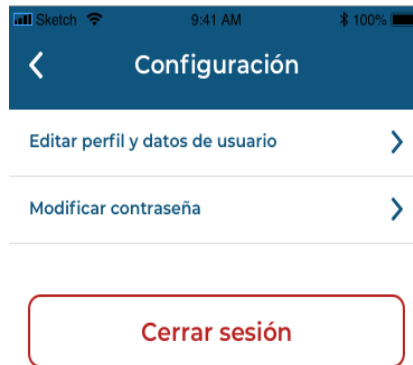 Sketch 9:41 AM 100%
Configuración
Editar perfil y datos de usuario
Modificar contraseña
Cerrar sesión